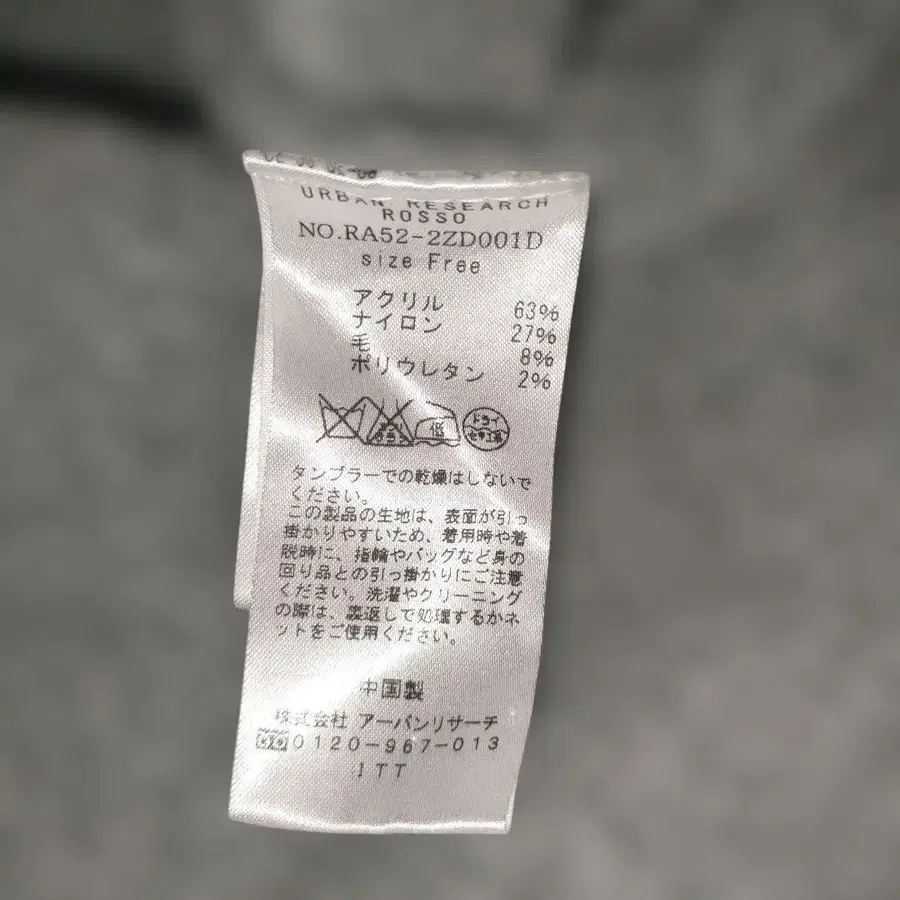 URBAN RESEARCH
ROSSO
NO.RA52-2ZD001D
size Free
アクリル 63%
ナイロン 27%
毛 8%
ポリウレタン 2%
低
ドライ
セキユ系
タンブラーでの乾燥はしないで
ください。
この製品の生地は、表面が引っ
掛かりやすいため、着用時や着
脱時に、指輪やバッグなど身の
回り品との引っ掛かりにご注意
ください。洗濯やクリーニング
の際は、裏返しで処理するかネ
ットをご使用ください。
中国製
株式会社 アーバンリサーチ
0120-967-013
ITT